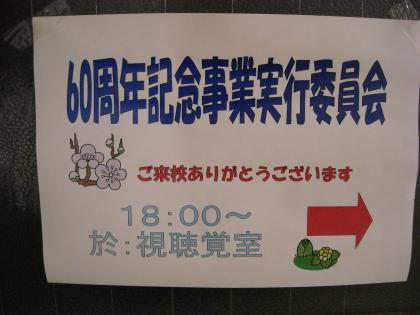 60周年記念事業実行委員会
ご来校ありがとうございます
18:00～
於:視聴覚室